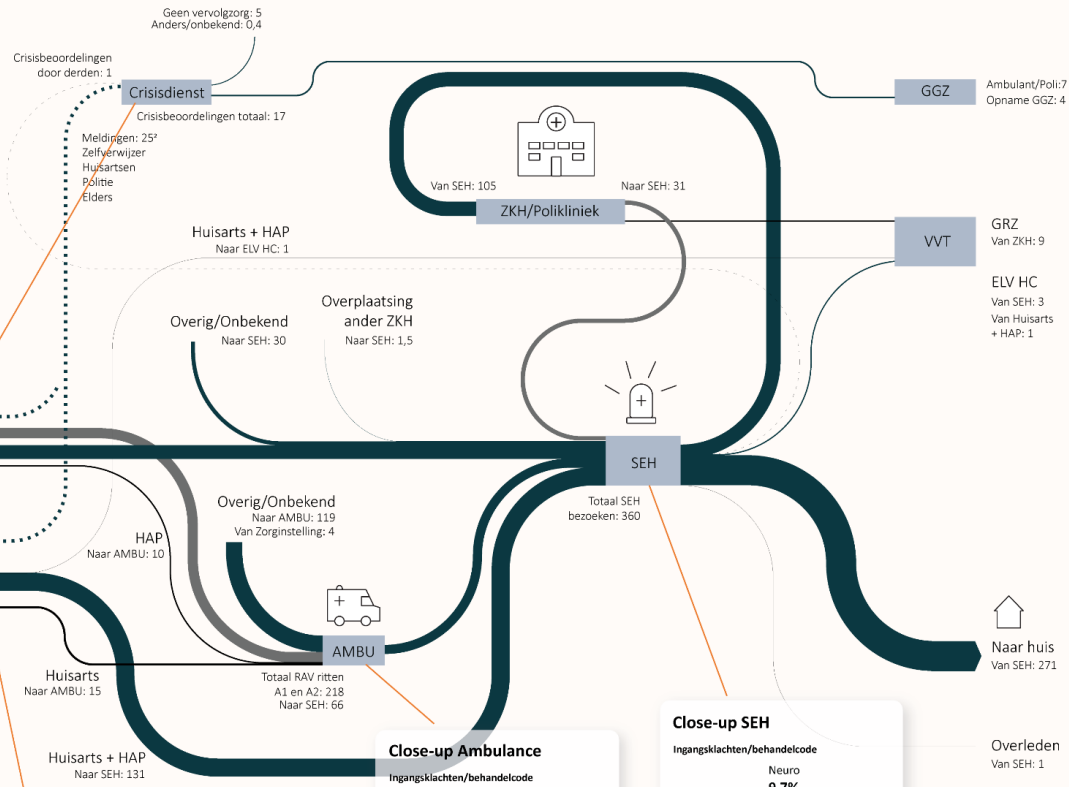 Geen vervolgzorg: 5
Anders/onbekend: 0,4
Crisisbeoordelingen
door derden: 1
Crisisdienst
Crisisbeoordelingen totaal: 17
Meldingen: 25²
Zelfverwijzer
Huisartsen
Politie
Elders
GGZ
Ambulant/Poli:7
Opname GGZ: 4
Van SEH: 105
Naar SEH: 31
ZKH/Polikliniek
VVT
GRZ
Van ZKH: 9
ELV HC
Van SEH: 3
Van Huisarts
+ HAP: 1
Huisarts + HAP
Naar ELV HC: 1
Overplaatsing
ander ZKH
Naar SEH: 1,5
Overig/Onbekend
Naar SEH: 30
SEH
Totaal SEH
bezoeken: 360
Overig/Onbekend
Naar AMBU: 119
Van Zorginstelling: 4
HAP
Naar AMBU: 10
AMBU
Totaal RAV ritten
A1 en A2: 218
Naar SEH: 66
Huisarts
Naar AMBU: 15
Naar huis
Van SEH: 271
Huisarts + HAP
Naar SEH: 131
Close-up Ambulance
Ingangsklachten/behandelcode
Close-up SEH
Ingangsklachten/behandelcode
Neuro
9,7%
Overleden
Van SEH: 1